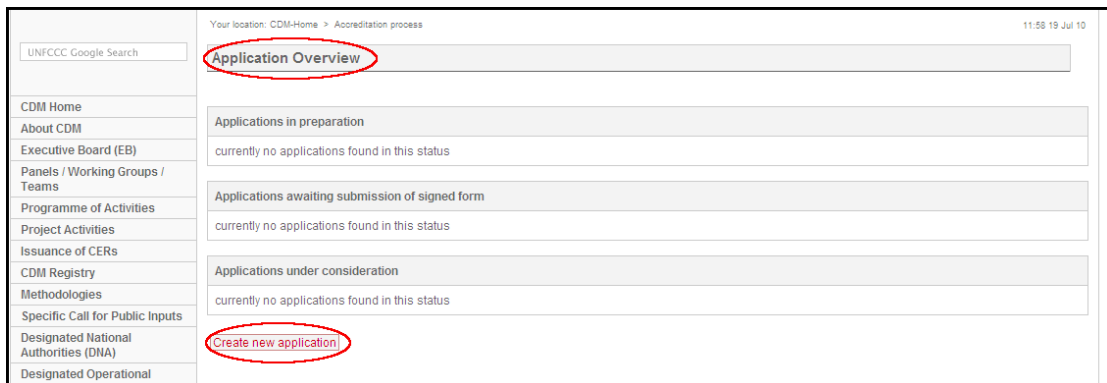 Your location: CDM-Home > Accreditation process
11:58 19 Jul 10
UNFCCC Google Search
Application Overview
CDM Home
About CDM
Executive Board (EB)
Panels / Working Groups /
Teams
Programme of Activities
Project Activities
Issuance of CERs
CDM Registry
Methodologies
Specific Call for Public Inputs
Designated National
Authorities (DNA)
Designated Operational
Applications in preparation
currently no applications found in this status
Applications awaiting submission of signed form
currently no applications found in this status
Applications under consideration
currently no applications found in this status
Create new application